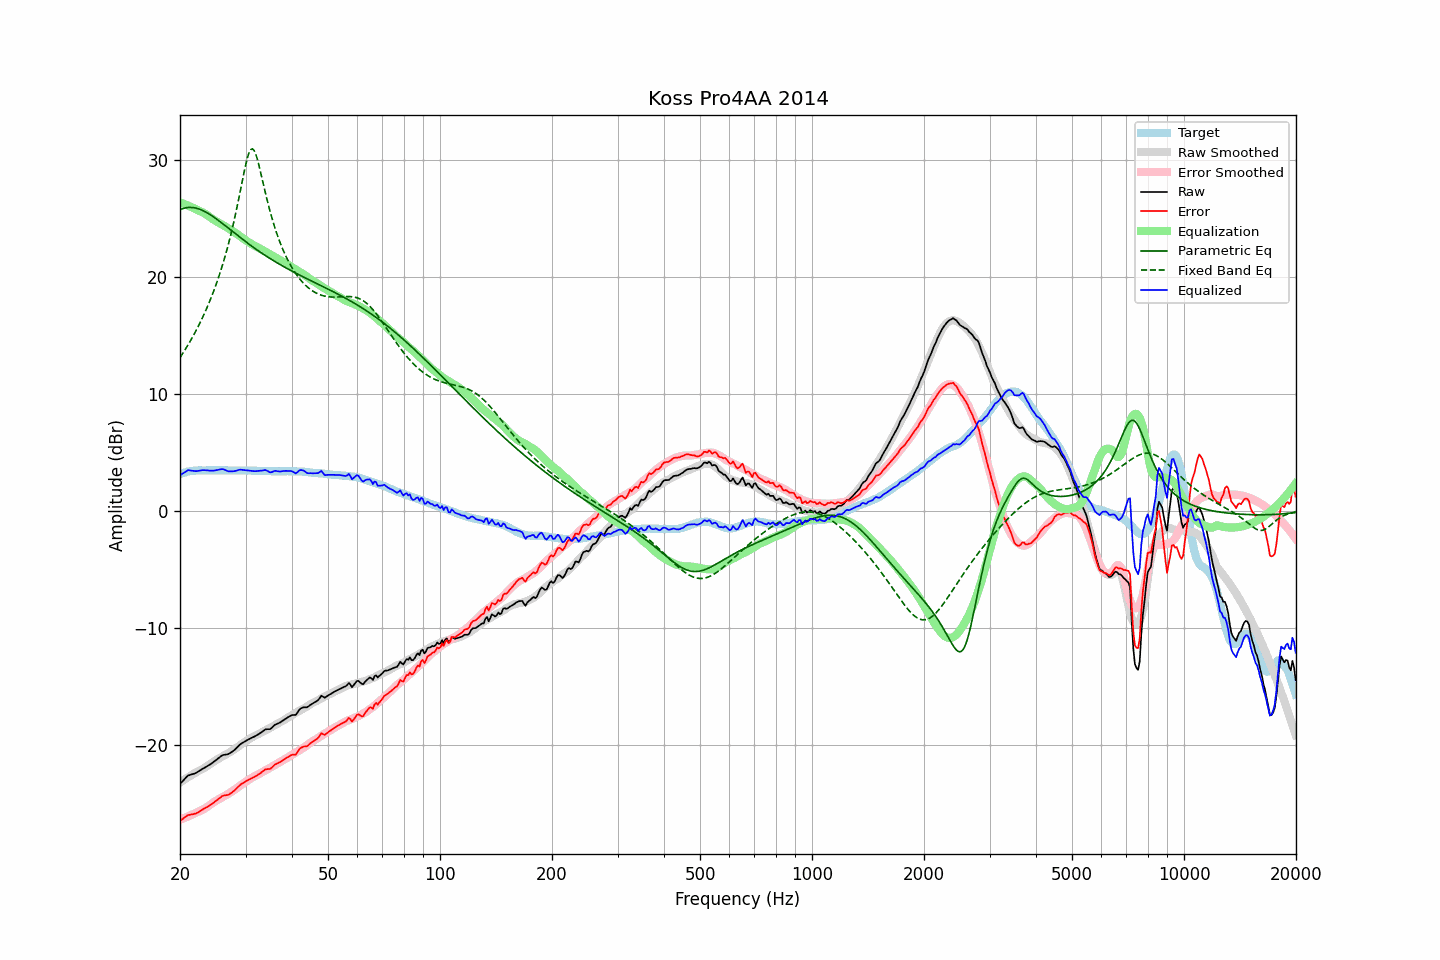 Koss Pro4AA 2014
Target
Raw Smoothed
Error Smoothed
Raw
Error
Equalization
Parametric Eq
Fixed Band Eq
Equalized
Amplitude (dBr)
30
20
10
0
−10
−20
20
50
100
200
500
1000
2000
5000
10000
20000
Frequency (Hz)